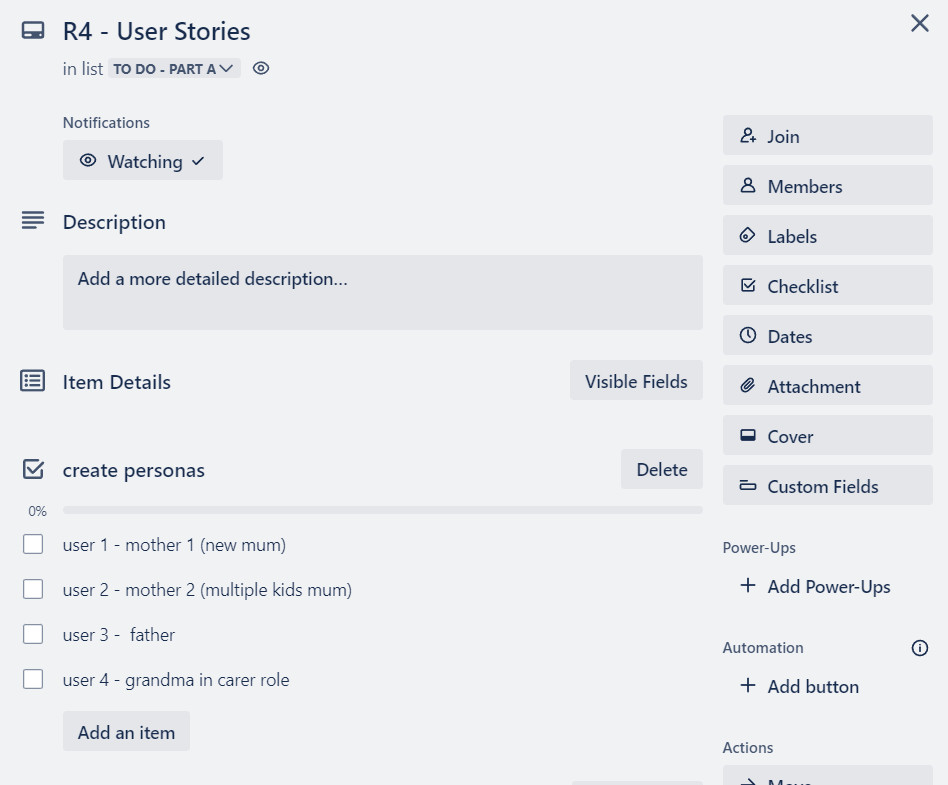 R4 - User Stories
in list TO DO - PART A
Notifications
Watching
Description
Add a more detailed description...
Item Details
Visible Fields
create personas
Delete
0%
user 1 - mother 1 (new mum)
user 2 - mother 2 (multiple kids mum)
user 3 - father
user 4 - grandma in carer role
Add an item
Join
Members
Labels
Checklist
Dates
Attachment
Cover
Custom Fields
Power-Ups
Add Power-Ups
Automation
Add button
Actions
Move